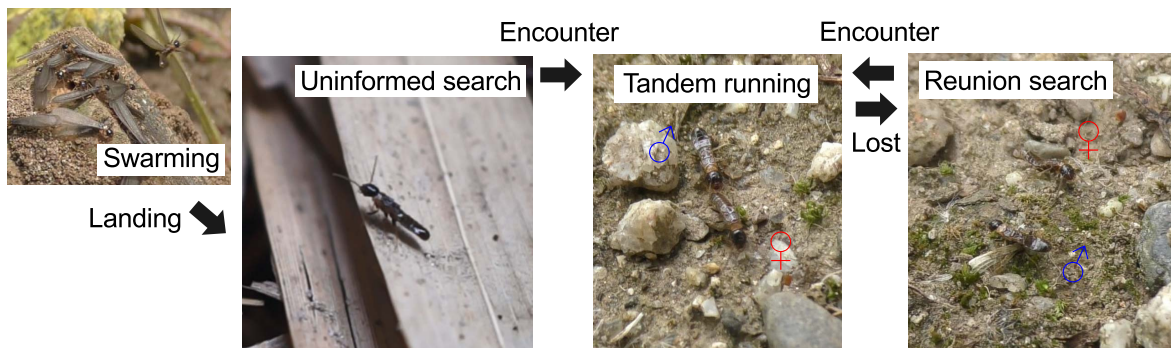 Swarming
Landing
Uninformed search
Encounter
Tandem running
♂
♀
Encounter
Lost
Reunion search
♀
♂